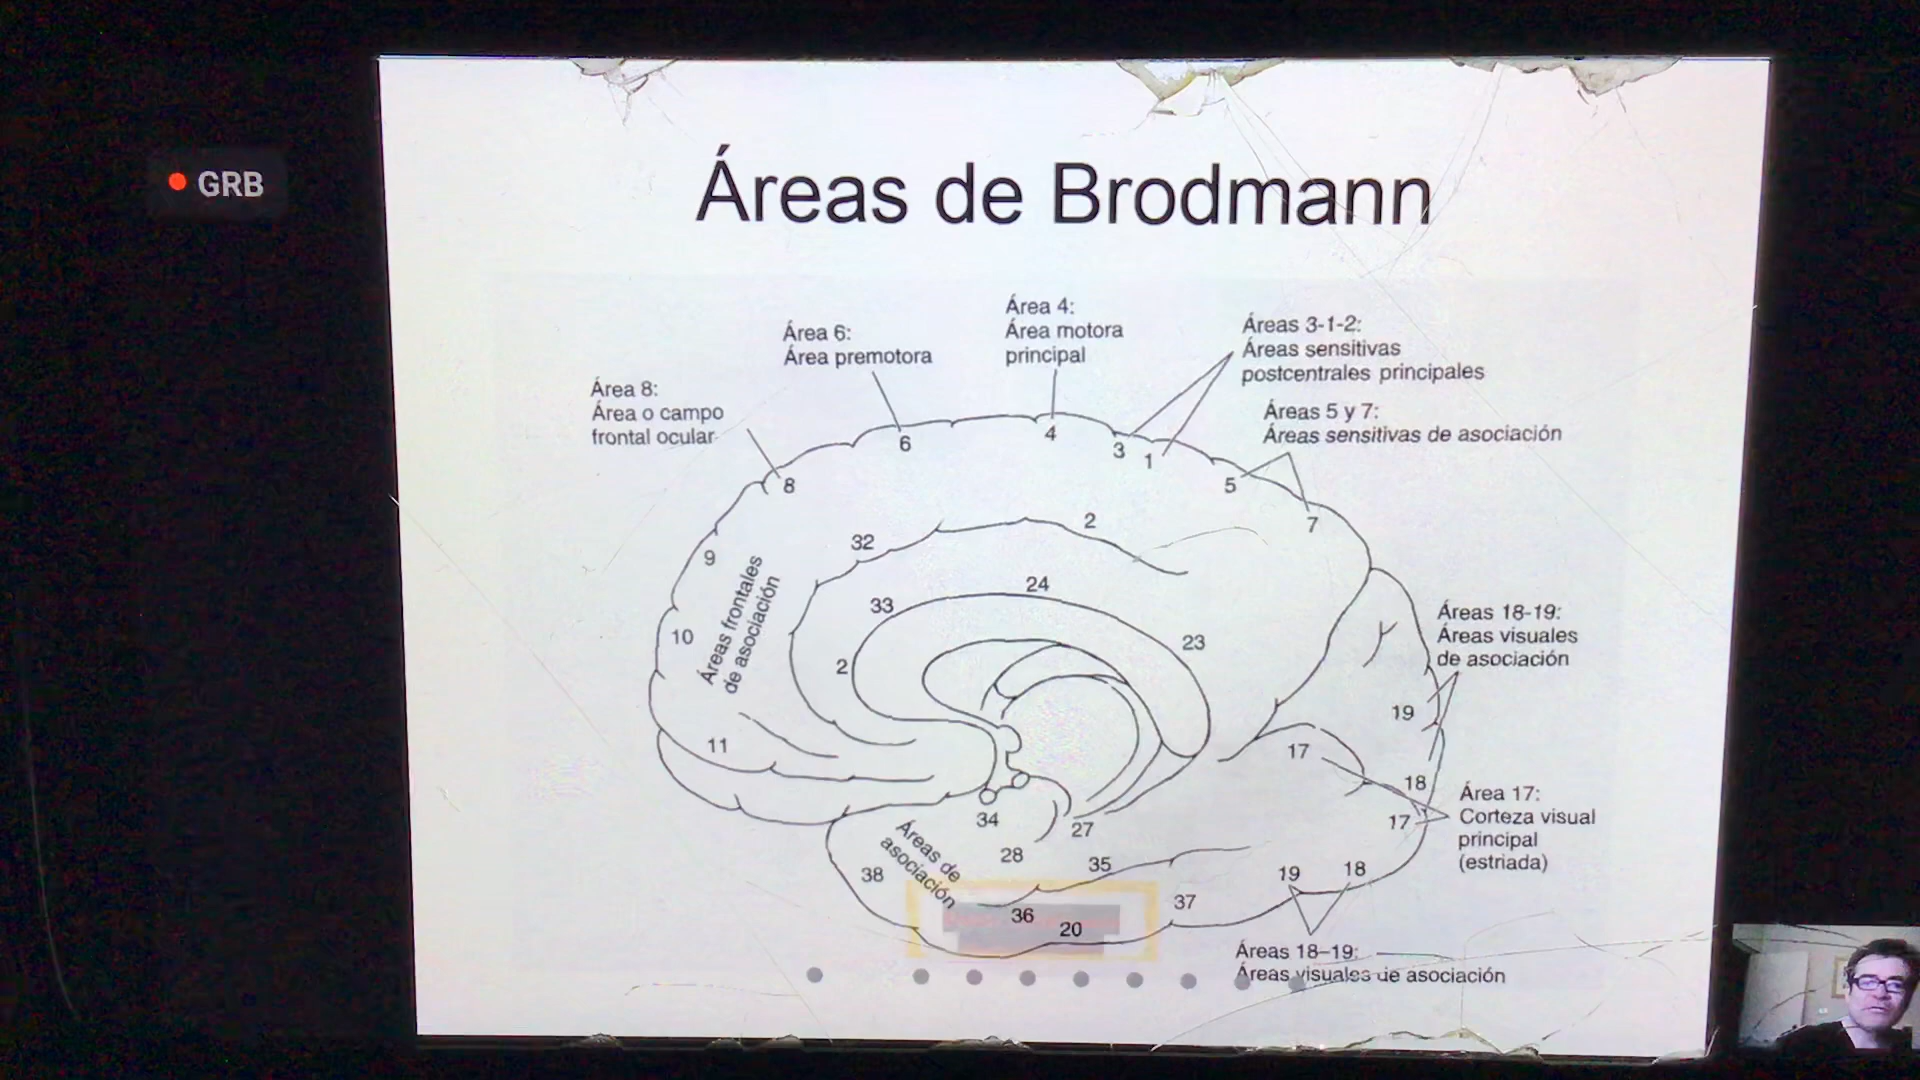 GRB
Áreas de Brodmann
Área 8:
Área o campo
frontal ocular
Área 6:
Área premotora
Área 4:
Área motora
principal
Áreas 3-1-2:
Áreas sensitivas
postcentrales principales
Áreas 5 y 7:
Áreas sensitivas de asociación
6
4
3
1
8
5
7
2
9
32
24
33
10
Áreas frontales
de asociación
2
23
Áreas 18-19:
Áreas visuales
de asociación
19
11
17
18
Área 17:
Corteza visual
principal
(estriada)
17
34
27
28
35
Áreas de
asociación
38
19
18
36
20
37
Áreas 18–19:
Áreas visuales de asociación